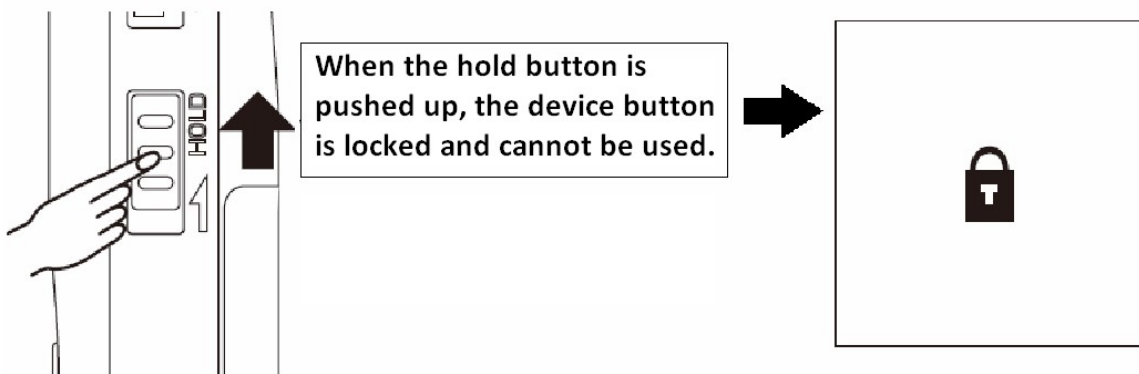 HOLD
When the hold button is
pushed up, the device button
is locked and cannot be used.